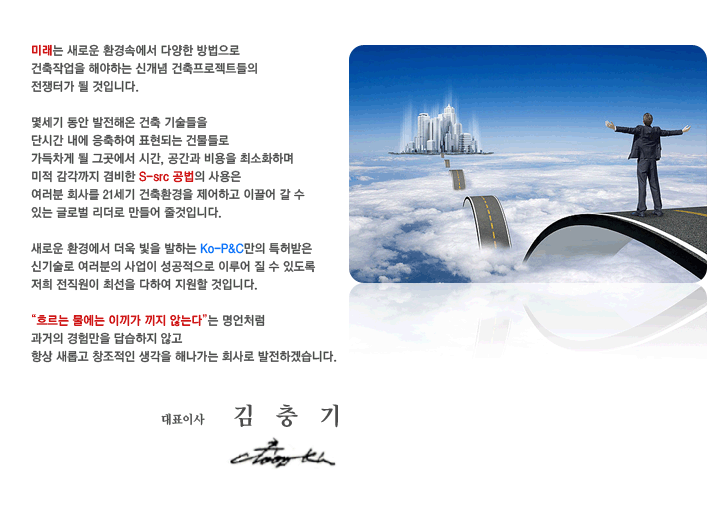 미래는 새로운 환경속에서 다양한 방법으로
건축작업을 해야하는 신개념 건축프로젝트들의
전쟁터가 될 것입니다.
몇세기 동안 발전해온 건축 기술들을
단시간 내에 응축하여 표현되는 건물들로
가득차게 될 그곳에서 시간, 공간과 비용을 최소화하며
미적 감각까지 겸비한 S-src 공법의 사용은
여러분 회사를 21세기 건축환경을 제어하고 이끌어 갈 수
있는 글로벌 리더로 만들어 줄것입니다.
새로운 환경에서 더욱 빛을 발하는 Ko-P&C만의 특허받은
신기술로 여러분의 사업이 성공적으로 이루어 질 수 있도록
저희 전직원이 최선을 다하여 지원할 것입니다.
“흐르는 물에는 이끼가 끼지 않는다”는 명언처럼
과거의 경험만을 답습하지 않고
항상 새롭고 창조적인 생각을 해나가는 회사로 발전하겠습니다.
대표이사 김 충 기